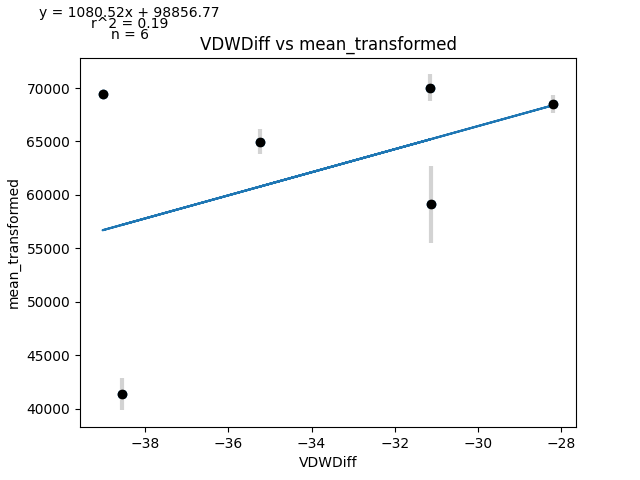 y = 1080.52x + 98856.77
r^2 = 0.19
n = 6
VDWDiff vs mean_transformed
70000
65000
60000
55000
50000
45000
40000
mean_transformed
−38
−36
−34
−32
−30
−28
VDWDiff